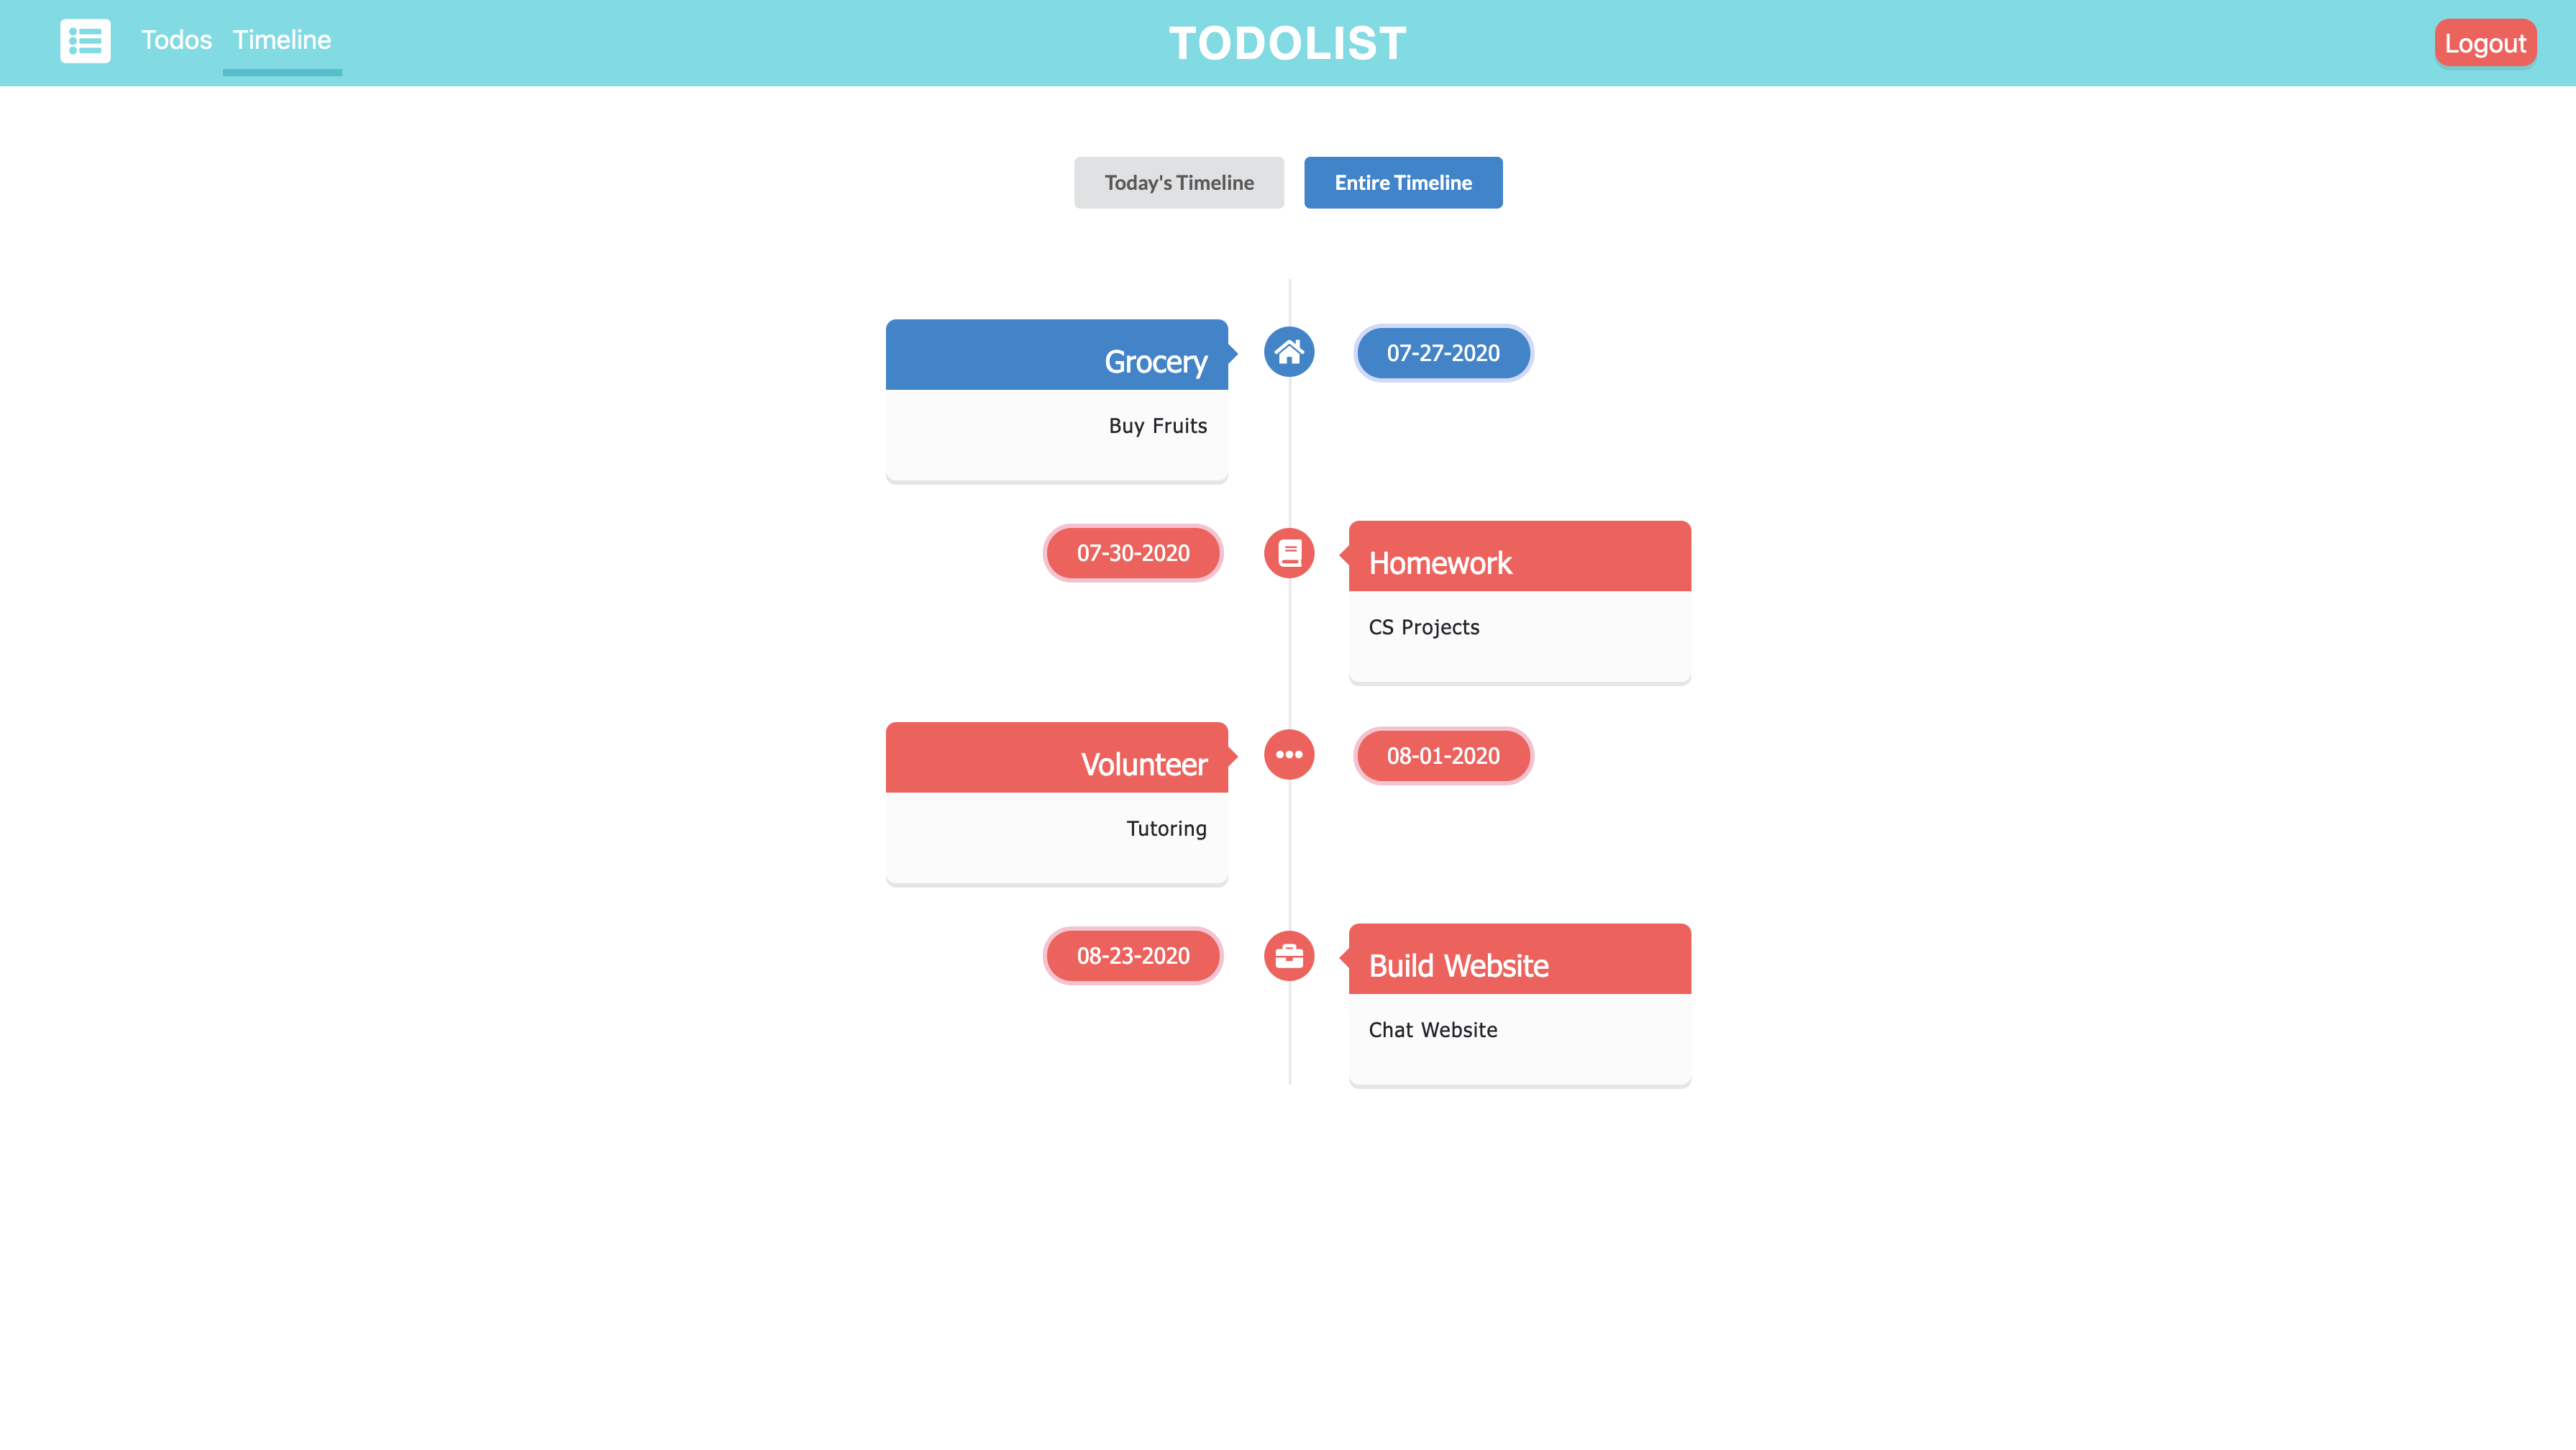 Todos Timeline
TODOLIST
Logout
Today's Timeline
Entire Timeline
Grocery
07-27-2020
Buy Fruits
07-30-2020
Homework
CS Projects
Volunteer
08-01-2020
Tutoring
08-23-2020
Build Website
Chat Website